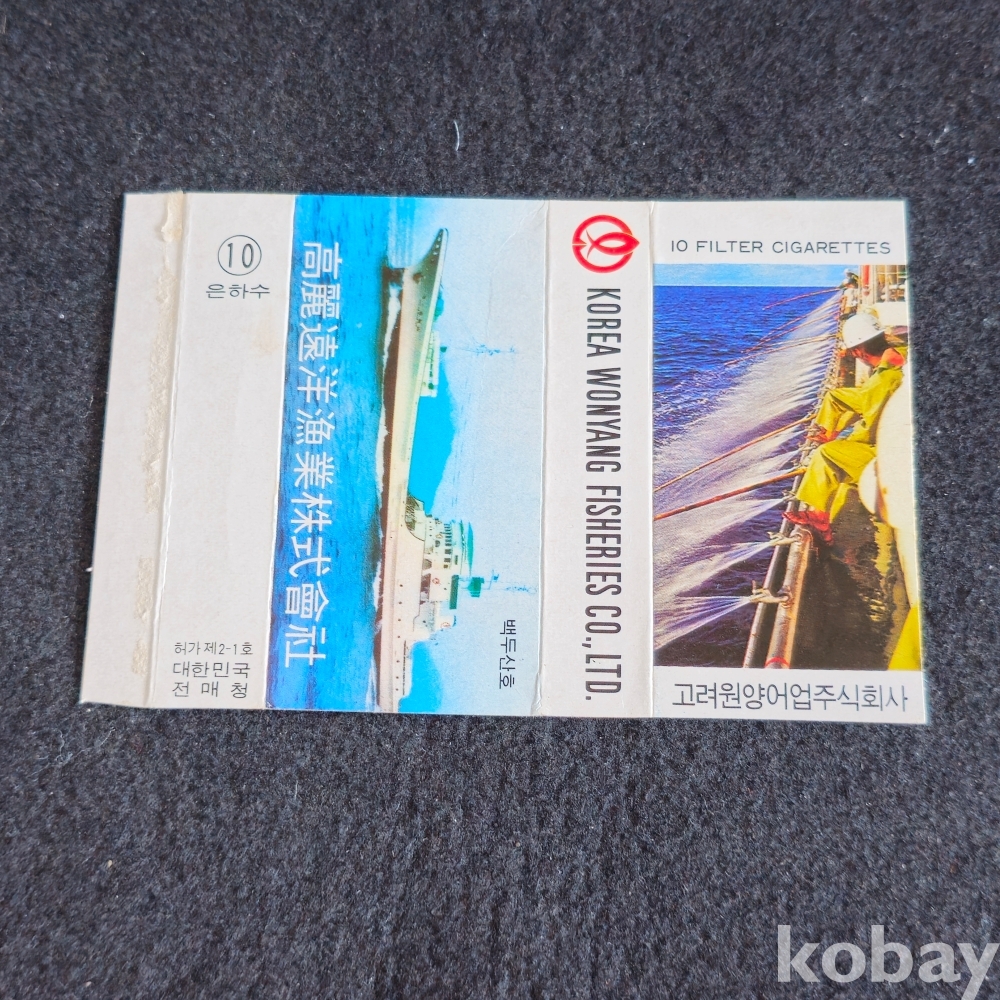 10
은하수
허가 제2-1호
대한민국
전매청
高麗遠洋漁業株式會社
백두산호
KOREA WONYANG FISHERIES CO., LTD.
10 FILTER CIGARETTES
고려원양어업주식회사
kobay